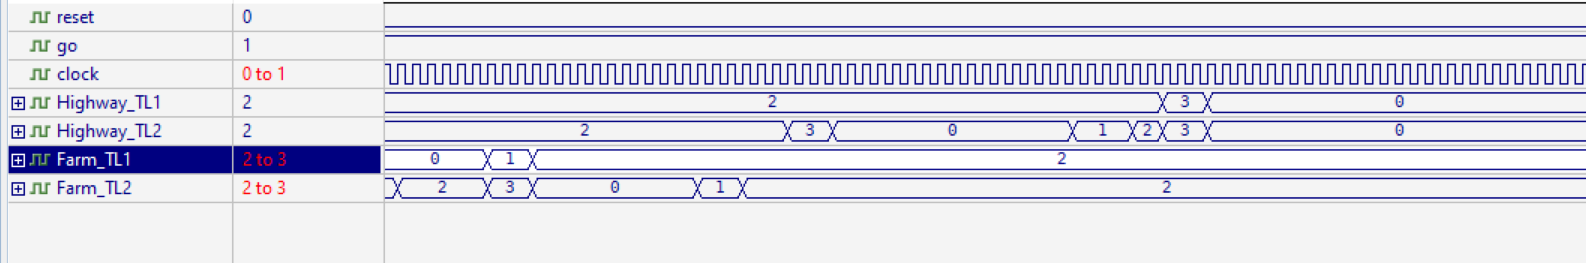 reset 0
go 1
clock 0 to 1
Highway_TL1 2 2 3 0
Highway_TL2 2 2 3 0 1 2 3 0
Farm_TL1 2 to 3 0 1 2
Farm_TL2 2 to 3 2 3 0 1 2